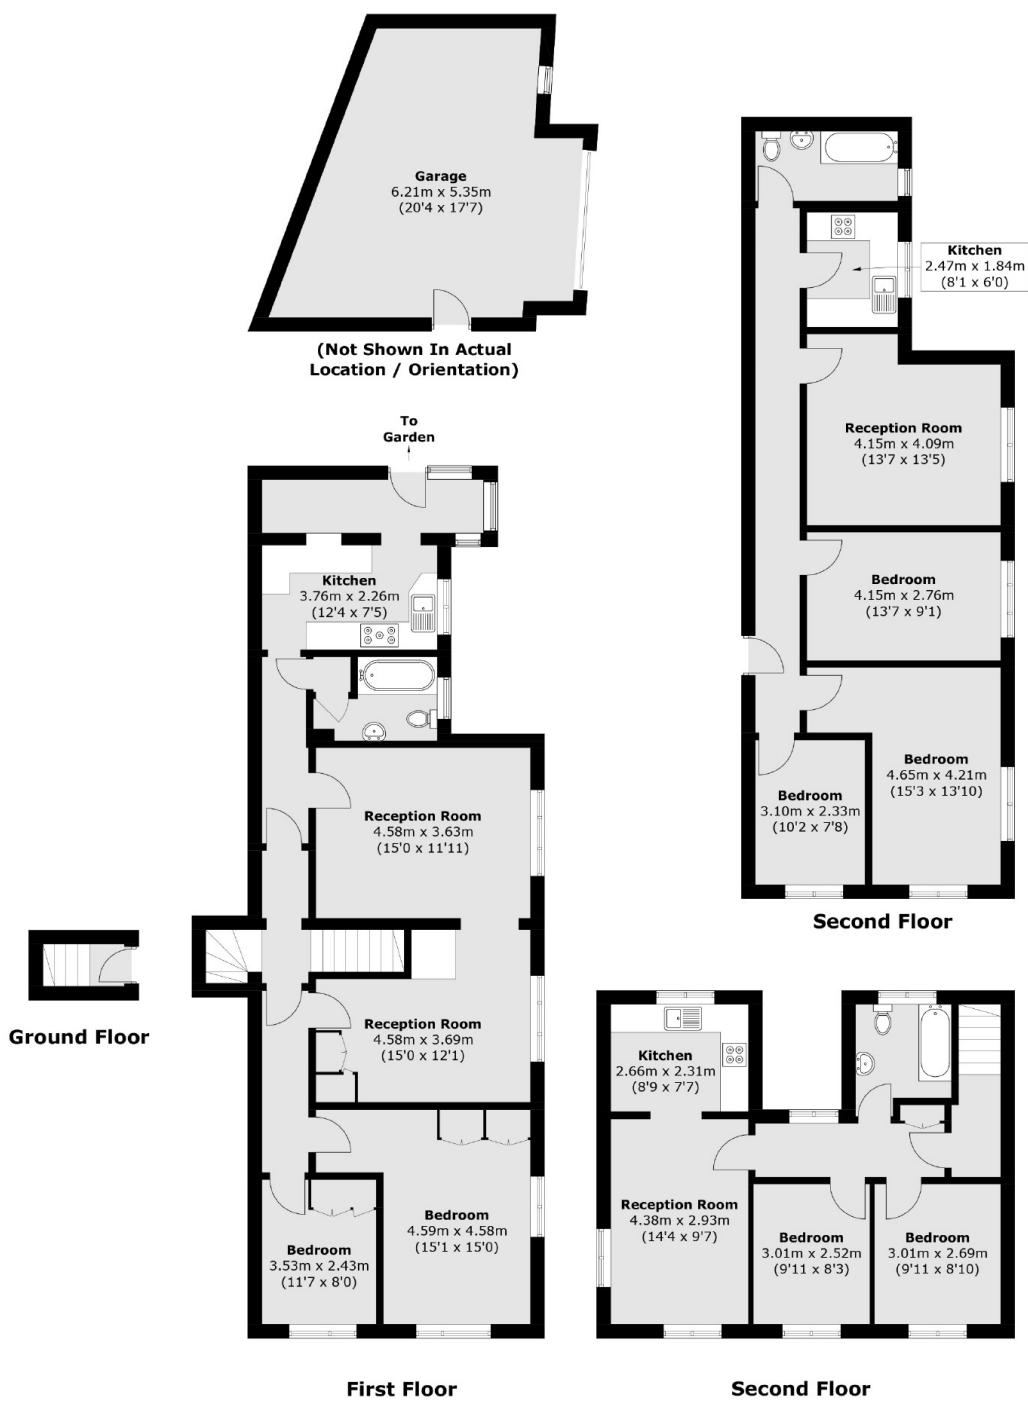 Garage
6.21m x 5.35m
(20'4 x 17'7)
(Not Shown In Actual
Location / Orientation)
To
Garden
Kitchen
3.76m x 2.26m
(12'4 x 7'5)
Reception Room
4.58m x 3.63m
(15'0 x 11'11)
Reception Room
4.58m x 3.69m
(15'0 x 12'1)
Bedroom
4.59m x 4.58m
(15'1 x 15'0)
Bedroom
3.53m x 2.43m
(11'7 x 8'0)
First Floor
Ground Floor
Kitchen
2.47m x 1.84m
(8'1 x 6'0)
Reception Room
4.15m x 4.09m
(13'7 x 13'5)
Bedroom
4.15m x 2.76m
(13'7 x 9'1)
Bedroom
4.65m x 4.21m
(15'3 x 13'10)
Bedroom
3.10m x 2.33m
(10'2 x 7'8)
Second Floor
Kitchen
2.66m x 2.31m
(8'9 x 7'7)
Reception Room
4.38m x 2.93m
(14'4 x 9'7)
Bedroom
3.01m x 2.52m
(9'11 x 8'3)
Bedroom
3.01m x 2.69m
(9'11 x 8'10)
Second Floor